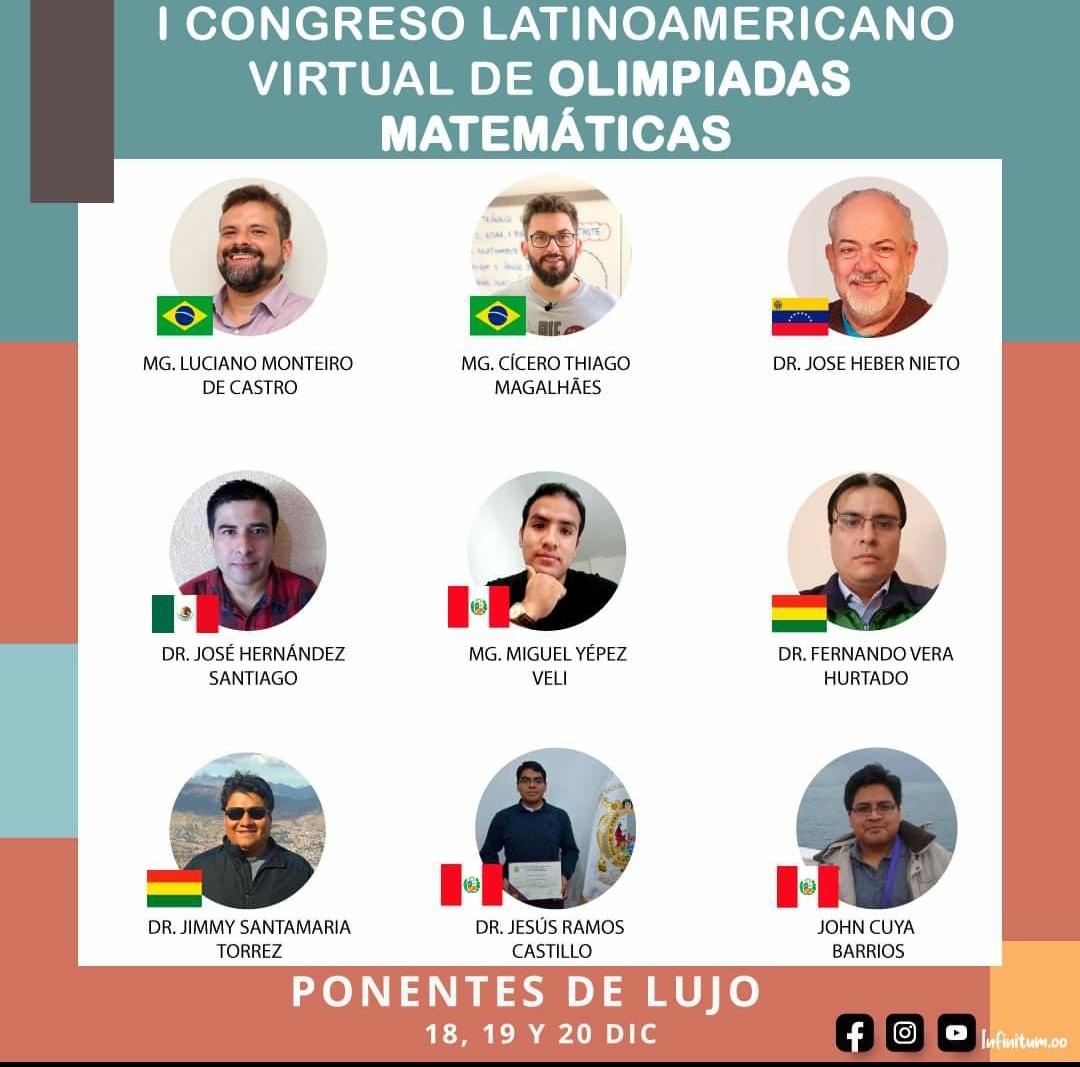 I CONGRESO LATINOAMERICANO
VIRTUAL DE OLIMPIADAS
MATEMÁTICAS
MG. LUCIANO MONTEIRO
DE CASTRO
MG. CÍCERO THIAGO
MAGALHÃES
DR. JOSE HEBER NIETO
DR. JOSÉ HERNÁNDEZ
SANTIAGO
MG. MIGUEL YÉPEZ
VELI
DR. FERNANDO VERA
HURTADO
DR. JIMMY SANTAMARIA
TORREZ
DR. JESÚS RAMOS
CASTILLO
JOHN CUYA
BARRIOS
PONENTES DE LUJO
18, 19 Y 20 DIC
Infinitum.oo